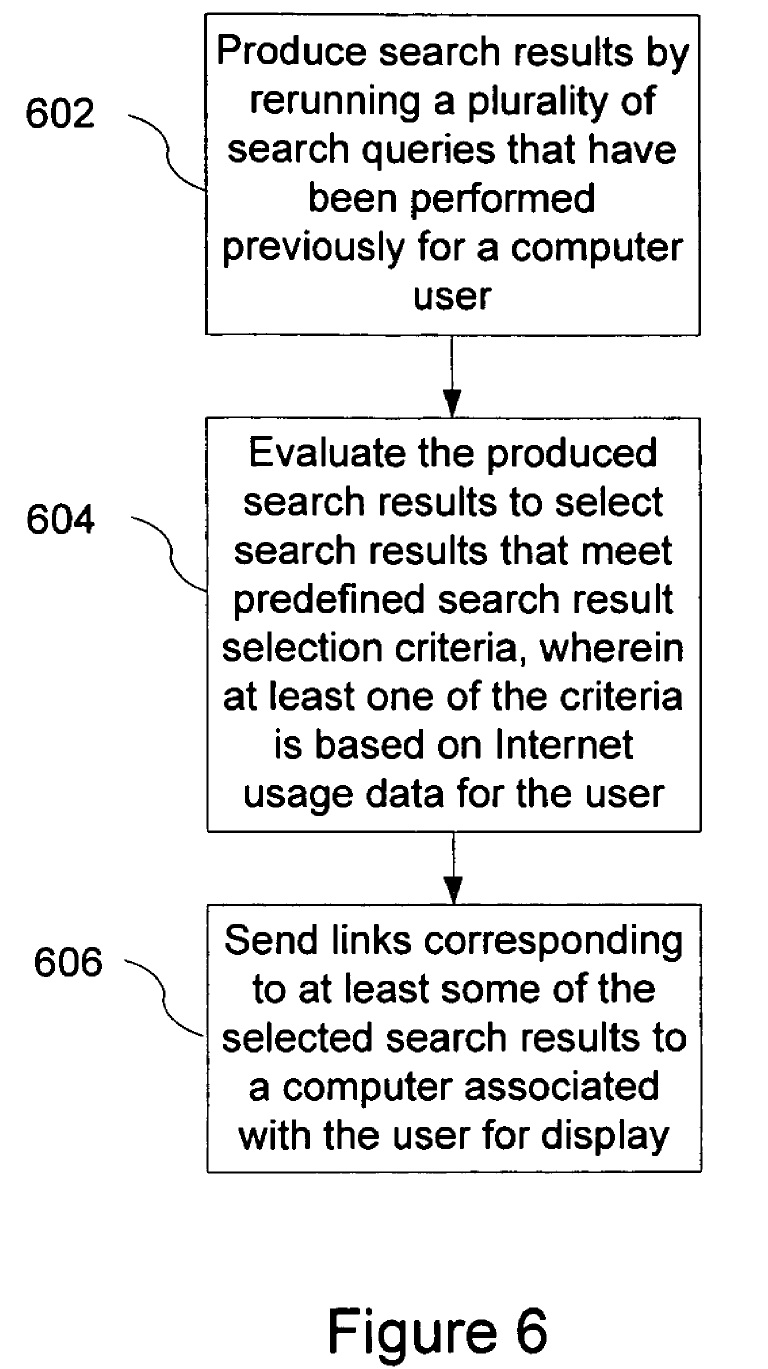 602
Produce search results by
rerunning a plurality of
search queries that have
been performed
previously for a computer
user
604
Evaluate the produced
search results to select
search results that meet
predefined search result
selection criteria, wherein
at least one of the criteria
is based on Internet
usage data for the user
606
Send links corresponding
to at least some of the
selected search results to
a computer associated
with the user for display
Figure 6